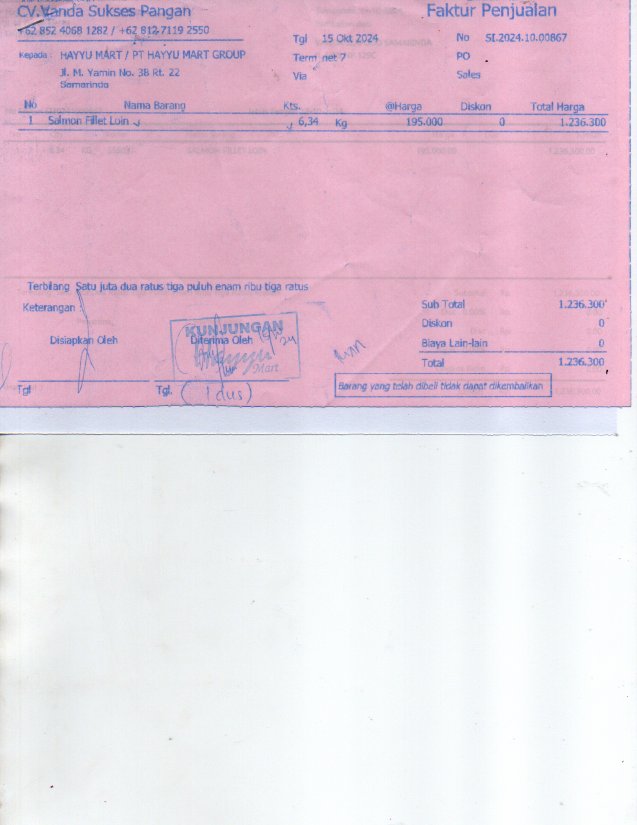 CV.Vanda Sukses Pangan
Faktur Penjualan
+62 852 4068 1282 / +62 812 7119 2550
Tgl 15 Okt 2024
No SI.2024.10.00867
Kepada : HAYYU MART / PT HAYYU MART GROUP
Term net 7
PO
Jl. M. Yamin No. 38 Rt. 22
Via
Sales
Samarinda
No Nama Barang Kts. @Harga Diskon Total Harga
1 Salmon Fillet Loin 6,34 Kg 195.000 0 1.236.300
Terbilang Satu juta dua ratus tiga puluh enam ribu tiga ratus
Keterangan :
Sub Total 1.236.300
Diskon 0
Biaya Lain-lain 0
Total 1.236.300
KUNJUNGAN
Disiapkan Oleh
Diterima Oleh
Mart
Tgl
Tgl.
(1 dus)
Barang yang telah dibeli tidak dapat dikembalikan